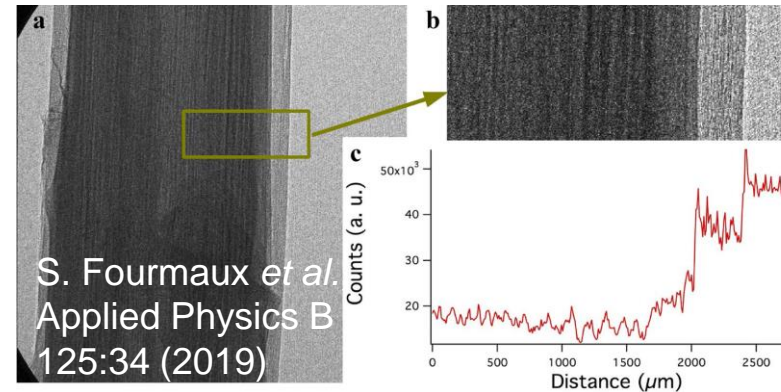 a
b
S. Fourmaux et al.
Applied Physics B
125:34 (2019)
c
50x10³
40
30
20
Counts (a. u.)
0
500
1000
1500
2000
2500
Distance (μm)